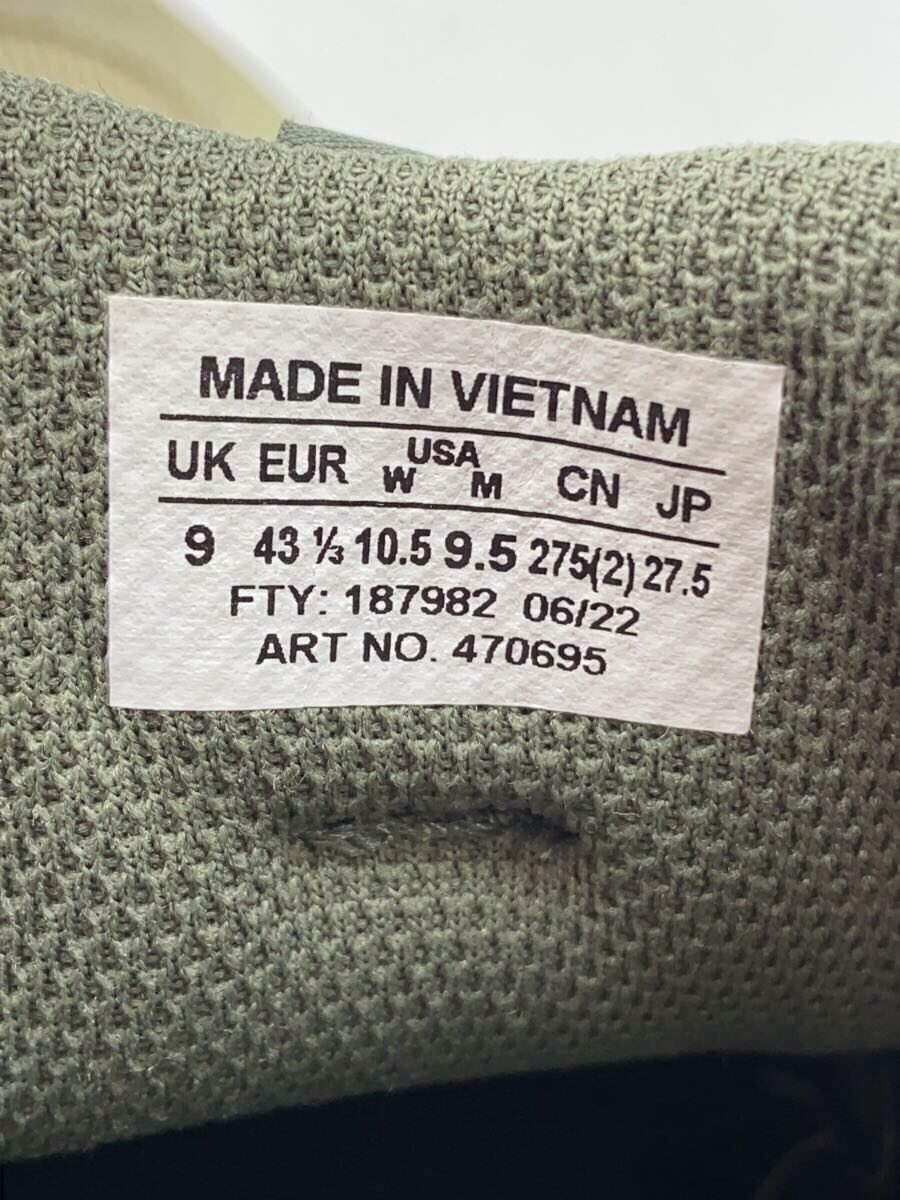 MADE IN VIETNAM
UK EUR USA W M CN JP
9 43 ⅓ 10.5 9.5 275(2) 27.5
FTY: 187982 06/22
ART NO. 470695